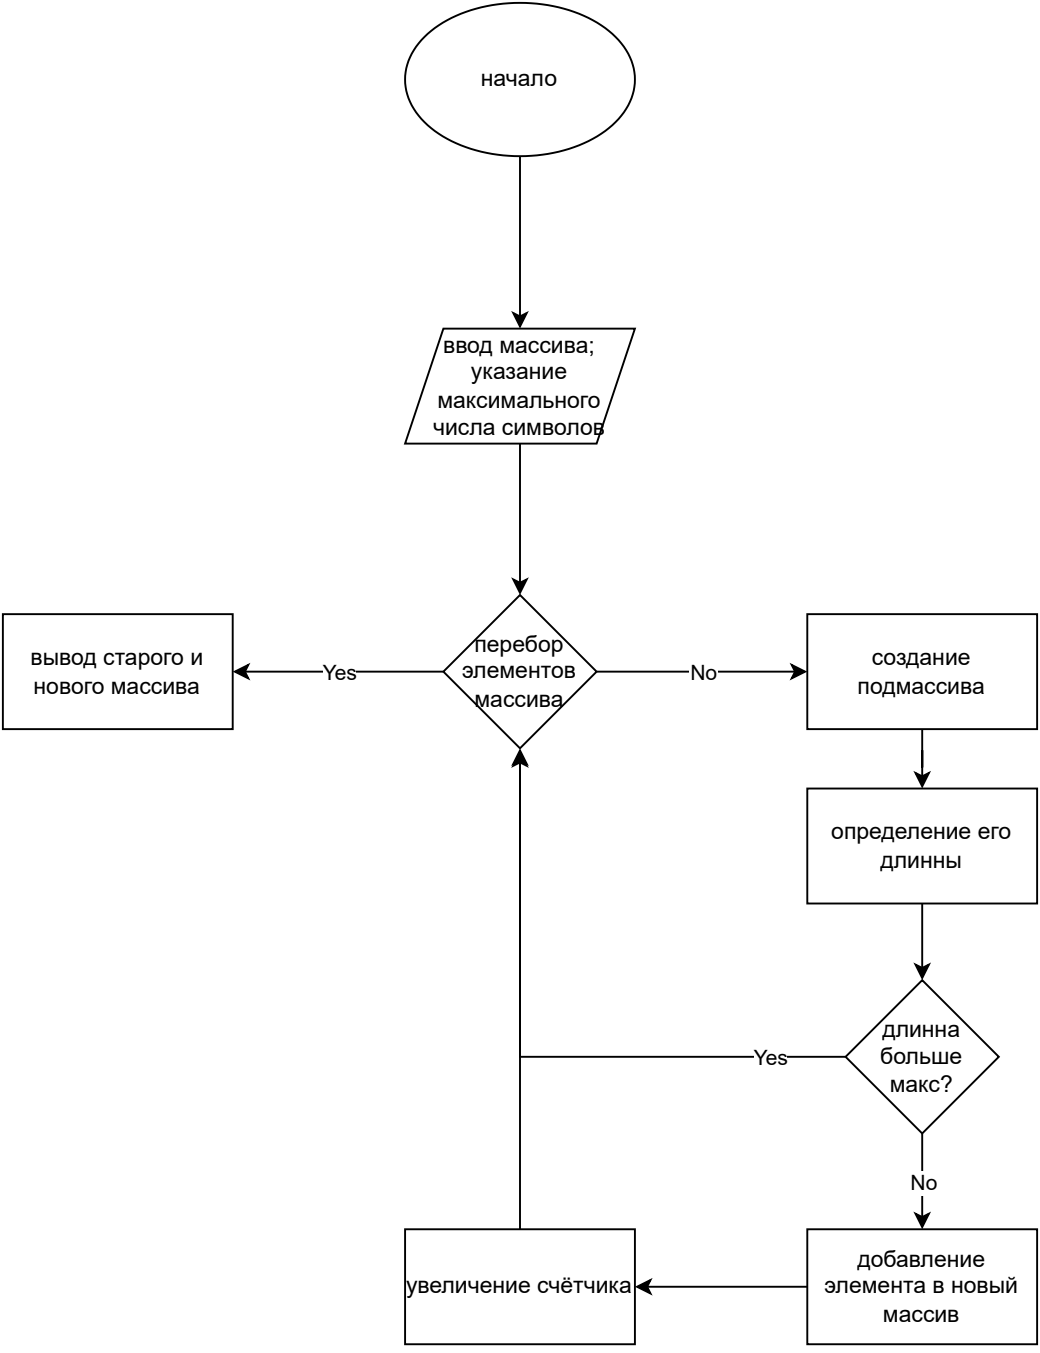 начало
ввод массива;
указание
максимального
числа символов
перебор
элементов
массива
Yes
вывод старого и
нового массива
No
создание
подмассива
определение его
длинны
длинна
больше
макс?
Yes
No
добавление
элемента в новый
массив
увеличение счётчика